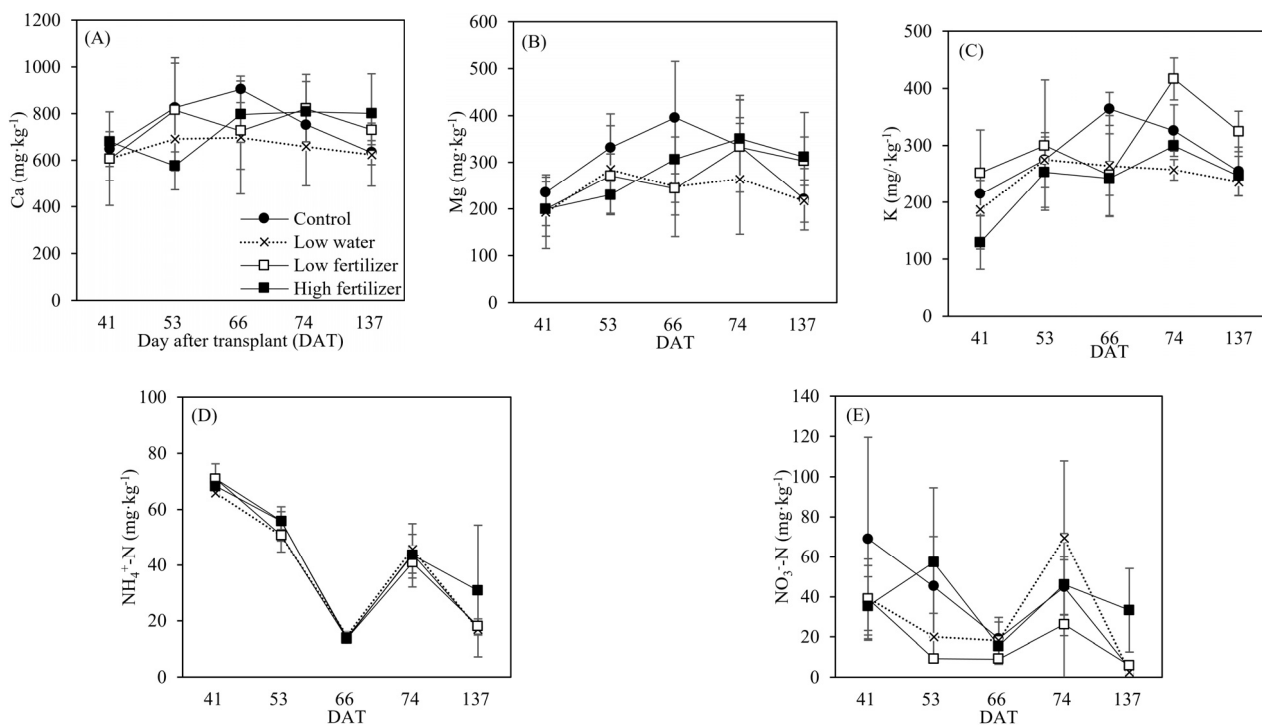 (A)
1200
1000
800
600
400
200
0
Ca (mg·kg-1)
Control
Low water
Low fertilizer
High fertilizer
41 53 66 74 137
Day after transplant (DAT)
(B)
600
500
400
300
200
100
0
Mg (mg·kg-1)
41 53 66 74 137
DAT
(C)
500
400
300
200
100
0
K (mg/·kg-1)
41 53 66 74 137
DAT
(D)
100
80
60
40
20
0
NH4+-N (mg·kg-1)
41 53 66 74 137
DAT
(E)
140
120
100
80
60
40
20
0
NO3--N (mg·kg-1)
41 53 66 74 137
DAT